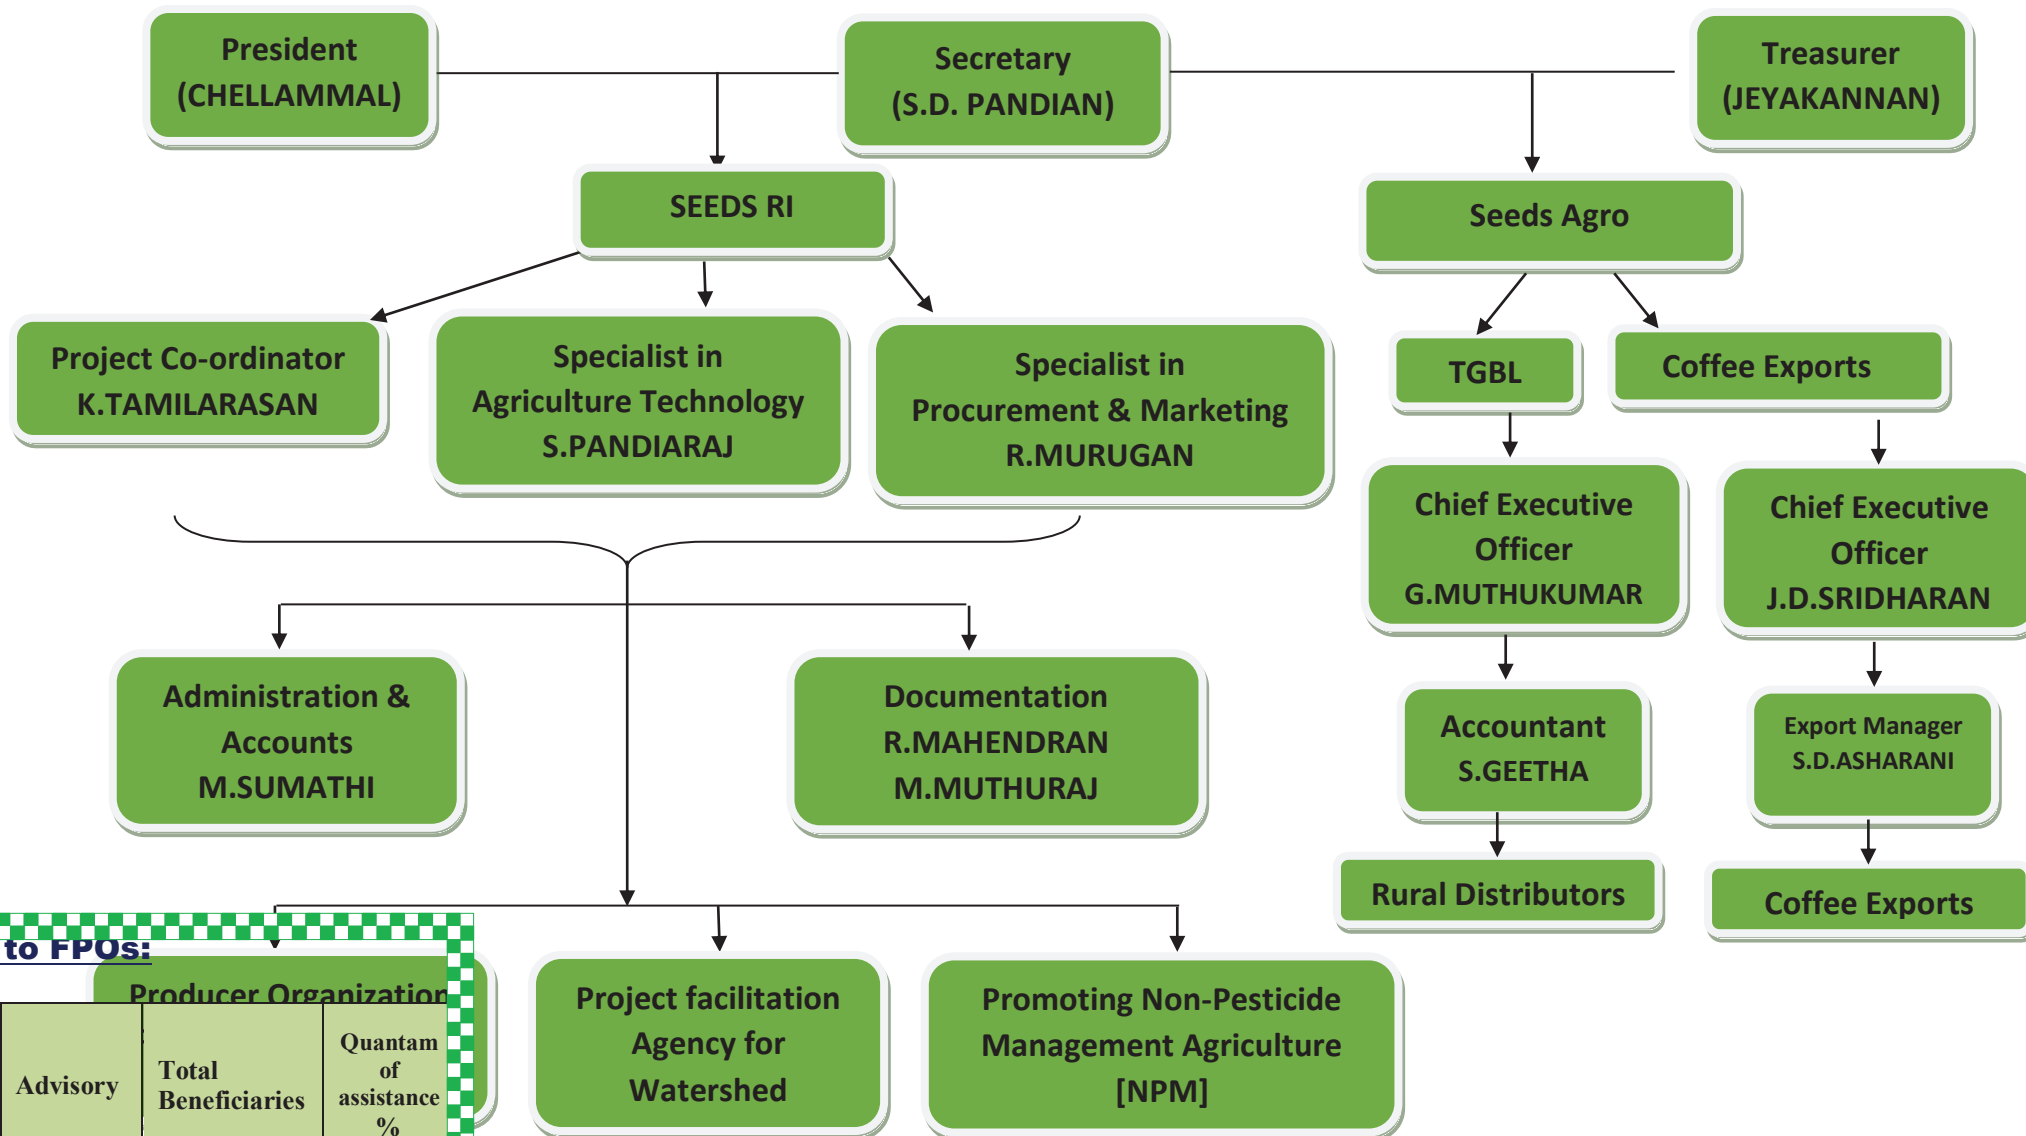 President
(CHELLAMMAL)
Secretary
(S.D. PANDIAN)
Treasurer
(JEYAKANNAN)
SEEDS RI
Seeds Agro
Project Co-ordinator
K.TAMILARASAN
Specialist in
Agriculture Technology
S.PANDIARAJ
Specialist in
Procurement & Marketing
R.MURUGAN
TGBL
Coffee Exports
Chief Executive
Officer
G.MUTHUKUMAR
Chief Executive
Officer
J.D.SRIDHARAN
Administration &
Accounts
M.SUMATHI
Documentation
R.MAHENDRAN
M.MUTHURAJ
Accountant
S.GEETHA
Export Manager
S.D.ASHARANI
Rural Distributors
Coffee Exports
to FPOs:
Producer Organization
Advisory
Total
Beneficiaries
Quantam
of
assistance
%
Project facilitation
Agency for
Watershed
Promoting Non-Pesticide
Management Agriculture
[NPM]